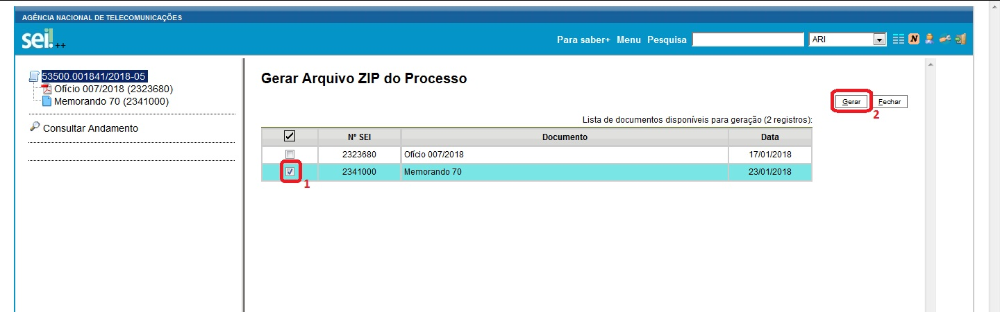 AGÊNCIA NACIONAL DE TELECOMUNICAÇÕES
sei! ++
Para saber+ Menu Pesquisa ARI N
53500.001841/2018-05
Ofício 007/2018 (2323680)
Memorando 70 (2341000)
Consultar Andamento
Gerar Arquivo ZIP do Processo
Gerar Fechar
2
Lista de documentos disponíveis para geração (2 registros):
Nº SEI Documento Data
2323680 Ofício 007/2018 17/01/2018
2341000 Memorando 70 23/01/2018
1